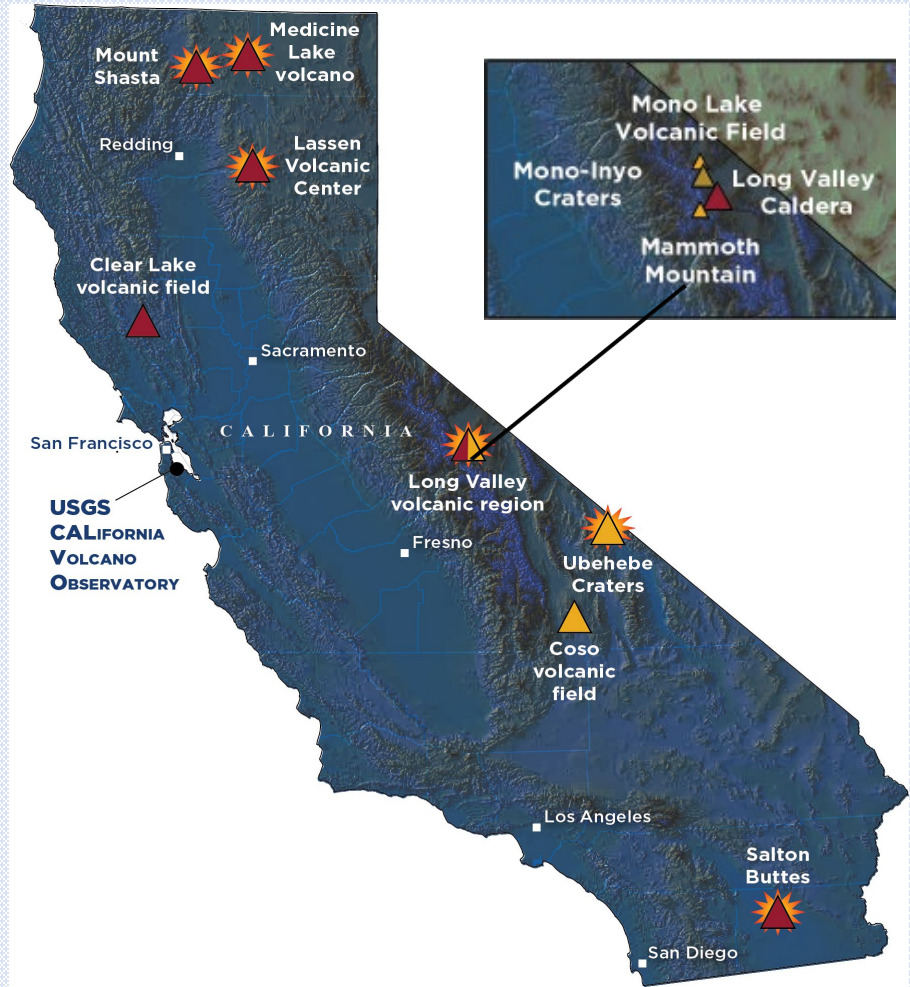 Medicine
Lake
volcano
Mount
Shasta
Redding
Lassen
Volcanic
Center
Mono Lake
Volcanic Field
Mono-Inyo
Craters
Long Valley
Caldera
Mammoth
Mountain
Clear Lake
volcanic field
Sacramento
CALIFORNIA
San Francisco
Long Valley
volcanic region
USGS
CALIFORNIA
VOLCANO
OBSERVATORY
Fresno
Ubehebe
Craters
Coso
volcanic
field
Los Angeles
Salton
Buttes
San Diego